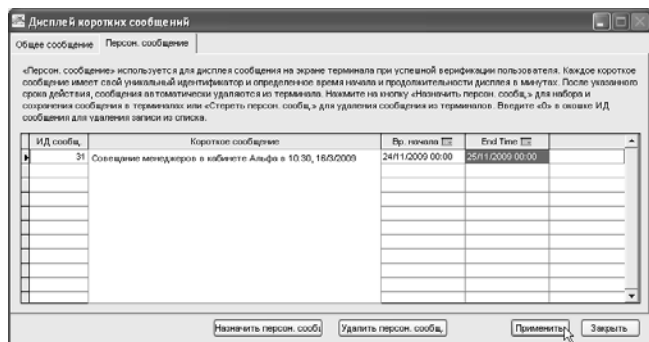 Дисплей коротких сообщений
Общее сообщение Персон. сообщение
«Персон. сообщение» используется для дисплея сообщения на экране терминала при успешной верификации пользователя. Каждое короткое
сообщение имеет свой уникальный идентификатор и определенное время начала и продолжительности дисплея в минутах. После указанного
срока действия, сообщения автоматически удаляются из терминала. Нажмите на кнопку «Назначить персон. сообщ.» для набора и
сохранения сообщения в терминалах или «Стереть персон. сообщ.» для удаления сообщения из терминалов. Введите «0» в окошке ИД
сообщения для удаления записи из списка.
ИД сообщ. Короткое сообщение Вр. начала End Time
31 Совещание менеджеров в кабинете Альфа в 10:30, 16/3/2009 24/11/2009 00:00 25/11/2009 00:00
Назначить персон. сообщ Удалить персон. сообщ. Применить Закрыть